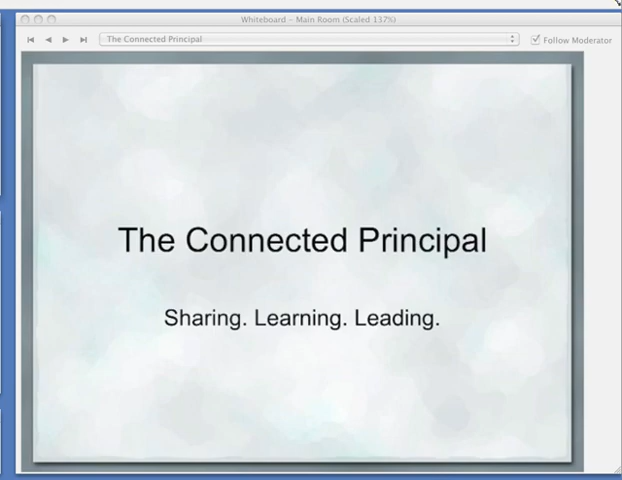 Whiteboard – Main Room (Scaled 137%)
The Connected Principal
Follow Moderator
The Connected Principal
Sharing. Learning. Leading.